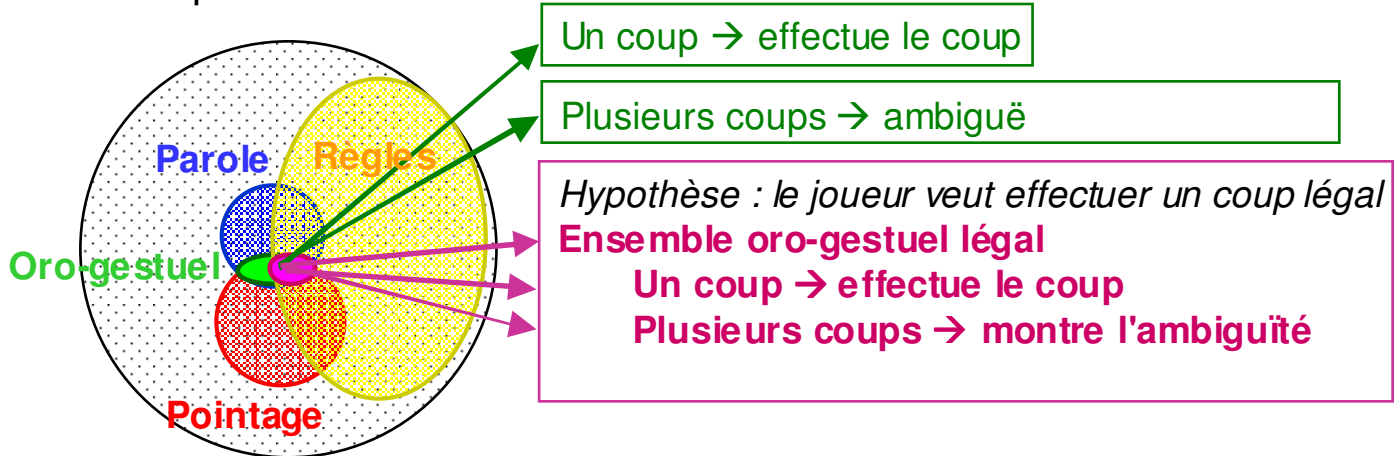 Un coup → effectue le coup
Plusieurs coups → ambiguë
Parole
Règles
Hypothèse : le joueur veut effectuer un coup légal
Ensemble oro-gestuel légal
Oro-gestuel
Un coup → effectue le coup
Plusieurs coups → montre l'ambiguïté
Pointage